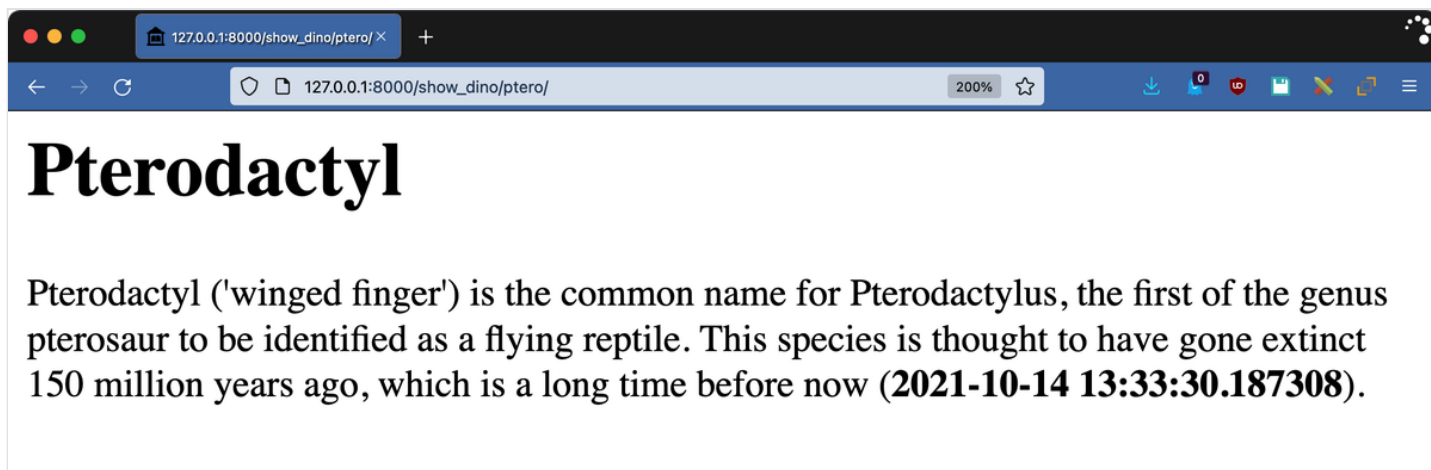 127.0.0.1:8000/show_dino/ptero/
127.0.0.1:8000/show_dino/ptero/ 200% 0 UD
Pterodactyl
Pterodactyl ('winged finger') is the common name for Pterodactylus, the first of the genus
pterosaur to be identified as a flying reptile. This species is thought to have gone extinct
150 million years ago, which is a long time before now (2021-10-14 13:33:30.187308).